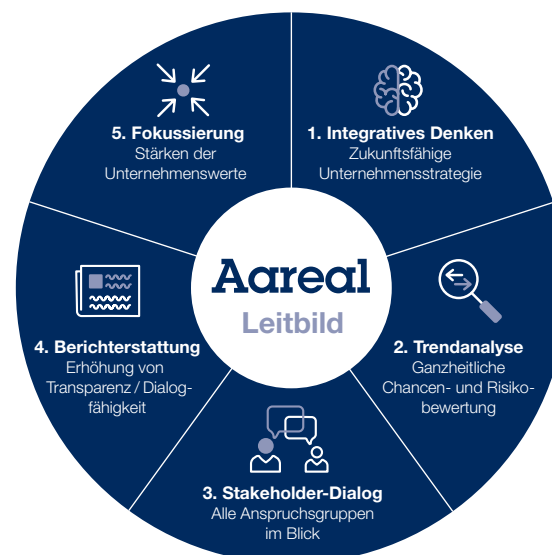 Aareal
Leitbild
1. Integratives Denken
Zukunftsfähige
Unternehmensstrategie
2. Trendanalyse
Ganzheitliche
Chancen- und Risiko-
bewertung
3. Stakeholder-Dialog
Alle Anspruchsgruppen
im Blick
4. Berichterstattung
Erhöhung von
Transparenz / Dialog-
fähigkeit
5. Fokussierung
Stärken der
Unternehmenswerte